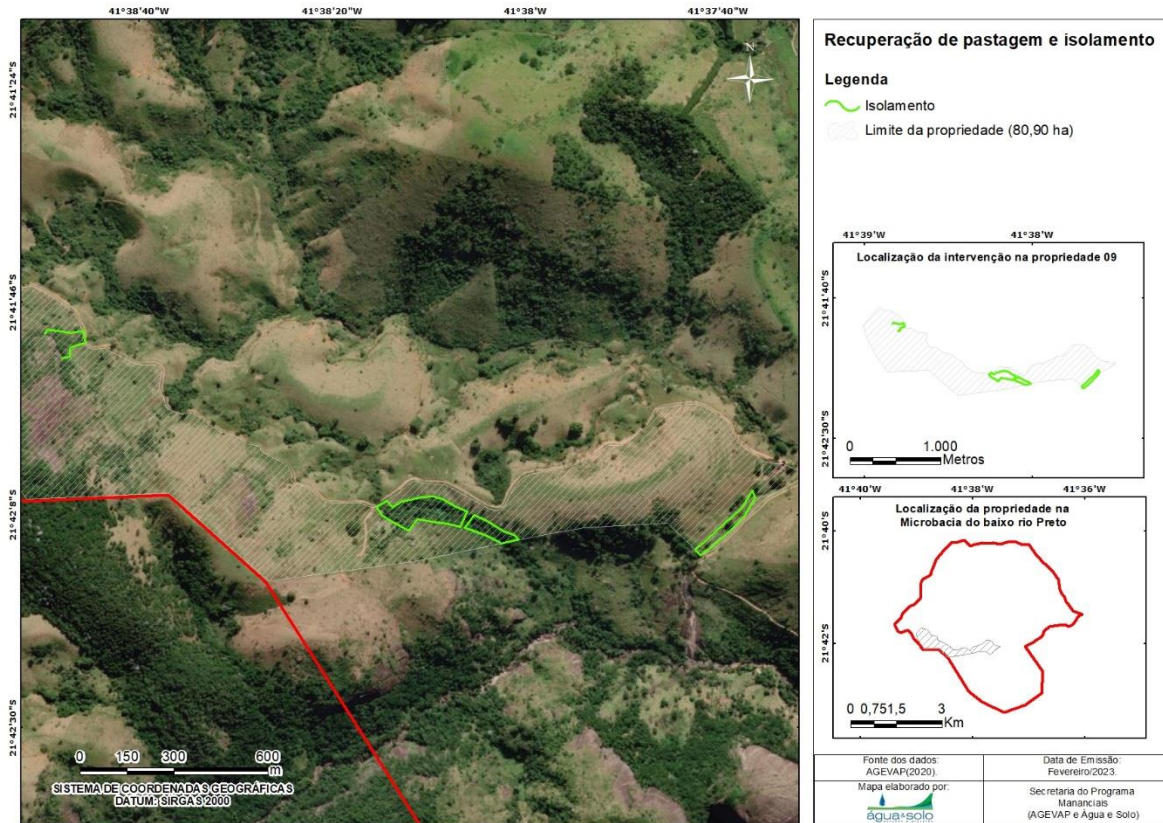 41°38'40"W 41°38'20"W 41°38'W 41°37'40"W
21°41'24"S
21°41'46"S
21°42'8"S
21°42'30"S
N
0 150 300 600
m
SISTEMA DE COORDENADAS GEOGRÁFICAS
DATUM: SIRGAS 2000
Recuperação de pastagem e isolamento
Legenda
Isolamento
Limite da propriedade (80,90 ha)
41°39'W 41°38'W
Localização da intervenção na propriedade 09
21°41'40"S
21°42'30"S
0 1.000
Metros
41°40'W 41°38'W 41°36'W
Localização da propriedade na
Microbacia do baixo rio Preto
21°40'S
21°42'S
0 0,75 1,5 3
Km
Fonte dos dados:
AGEVAP(2020).
Data de Emissão:
Fevereiro/2023.
Mapa elaborado por:
água&solo
Secretaria do Programa
Mananciais
(AGEVAP e Agua e Solo)